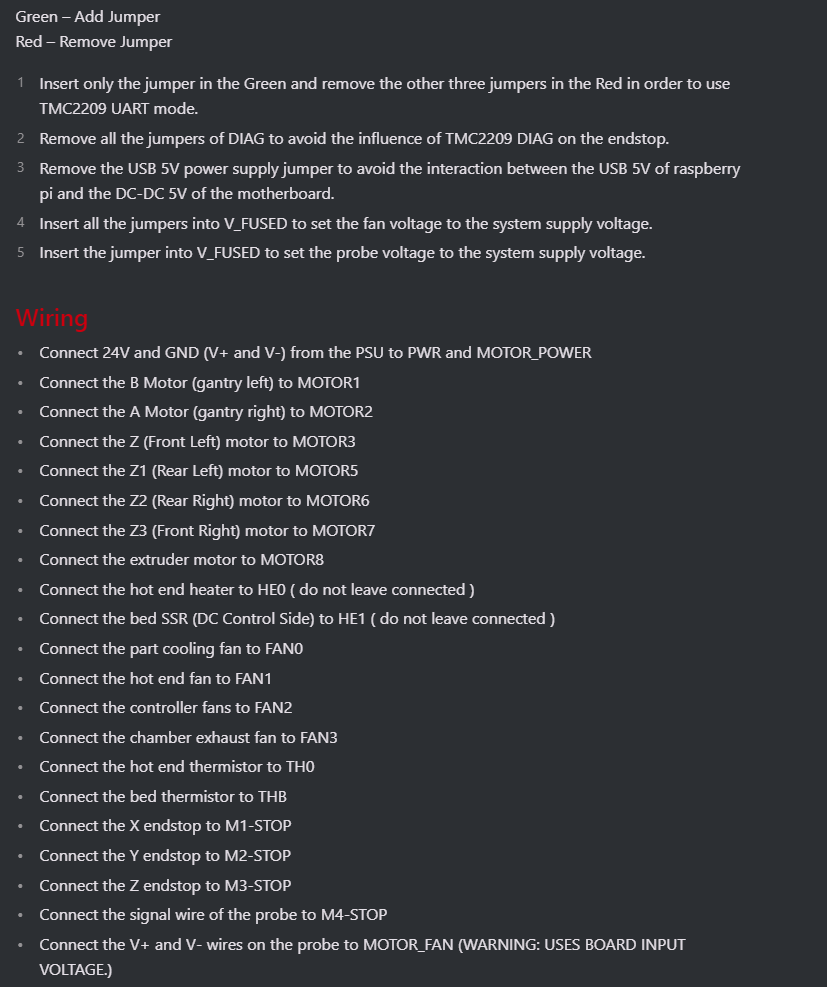 Green – Add Jumper
Red – Remove Jumper
1 Insert only the jumper in the Green and remove the other three jumpers in the Red in order to use
TMC2209 UART mode.
2 Remove all the jumpers of DIAG to avoid the influence of TMC2209 DIAG on the endstop.
3 Remove the USB 5V power supply jumper to avoid the interaction between the USB 5V of raspberry
pi and the DC-DC 5V of the motherboard.
4 Insert all the jumpers into V_FUSED to set the fan voltage to the system supply voltage.
5 Insert the jumper into V_FUSED to set the probe voltage to the system supply voltage.
Wiring
• Connect 24V and GND (V+ and V-) from the PSU to PWR and MOTOR_POWER
• Connect the B Motor (gantry left) to MOTOR1
• Connect the A Motor (gantry right) to MOTOR2
• Connect the Z (Front Left) motor to MOTOR3
• Connect the Z1 (Rear Left) motor to MOTOR5
• Connect the Z2 (Rear Right) motor to MOTOR6
• Connect the Z3 (Front Right) motor to MOTOR7
• Connect the extruder motor to MOTOR8
• Connect the hot end heater to HE0 ( do not leave connected )
• Connect the bed SSR (DC Control Side) to HE1 ( do not leave connected )
• Connect the part cooling fan to FAN0
• Connect the hot end fan to FAN1
• Connect the controller fans to FAN2
• Connect the chamber exhaust fan to FAN3
• Connect the hot end thermistor to TH0
• Connect the bed thermistor to THB
• Connect the X endstop to M1-STOP
• Connect the Y endstop to M2-STOP
• Connect the Z endstop to M3-STOP
• Connect the signal wire of the probe to M4-STOP
• Connect the V+ and V- wires on the probe to MOTOR_FAN (WARNING: USES BOARD INPUT
VOLTAGE.)